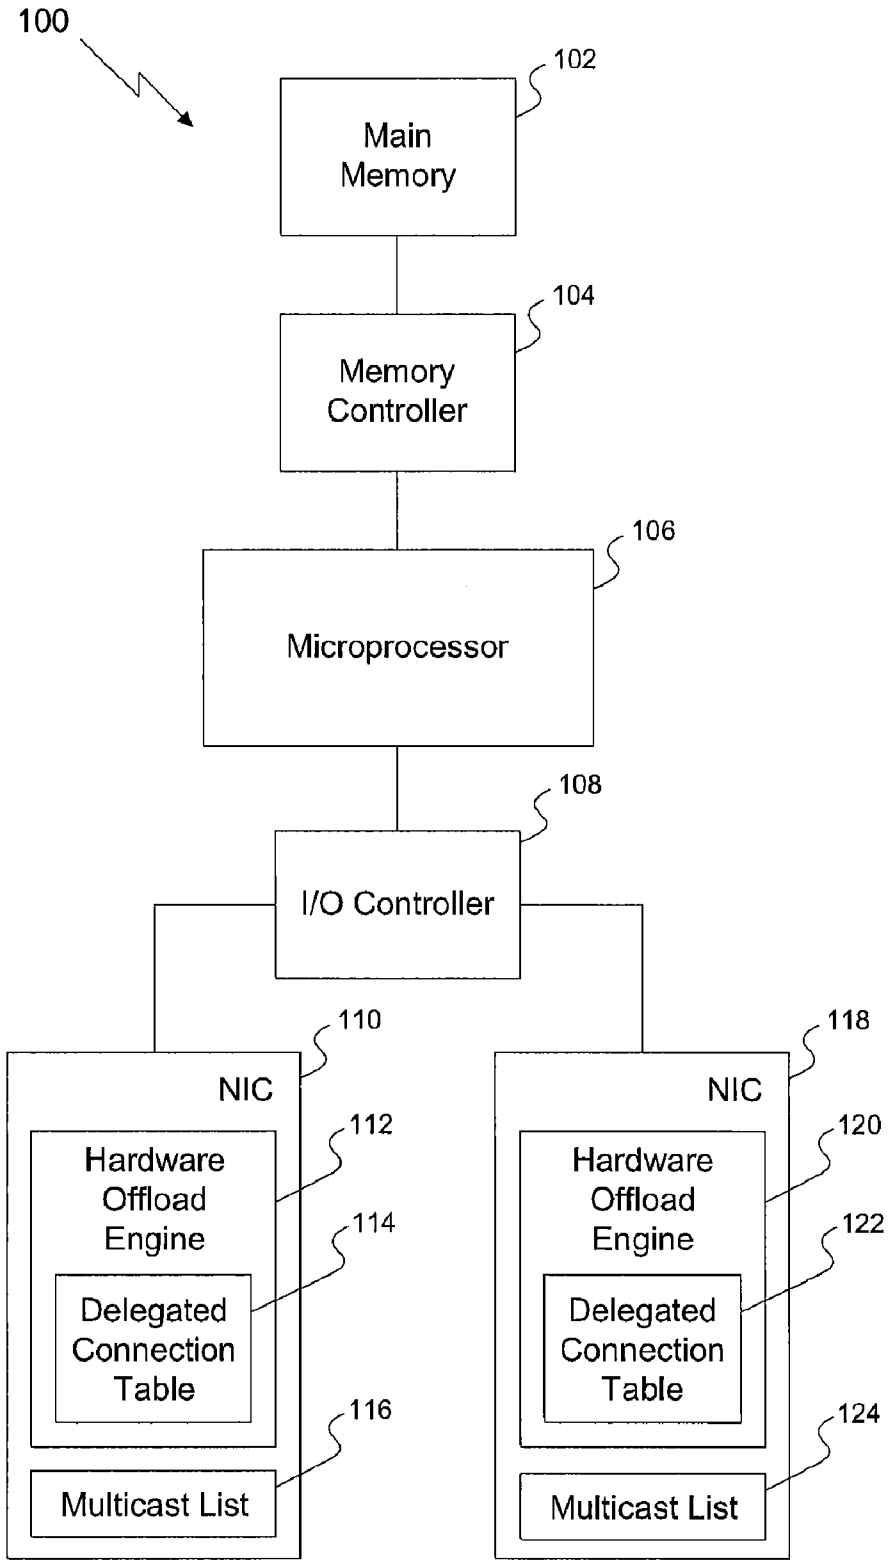 100
102
Main
Memory
104
Memory
Controller
106
Microprocessor
108
I/O Controller
110
NIC
112
Hardware
Offload
Engine
114
Delegated
Connection
Table
116
Multicast List
118
NIC
120
Hardware
Offload
Engine
122
Delegated
Connection
Table
124
Multicast List